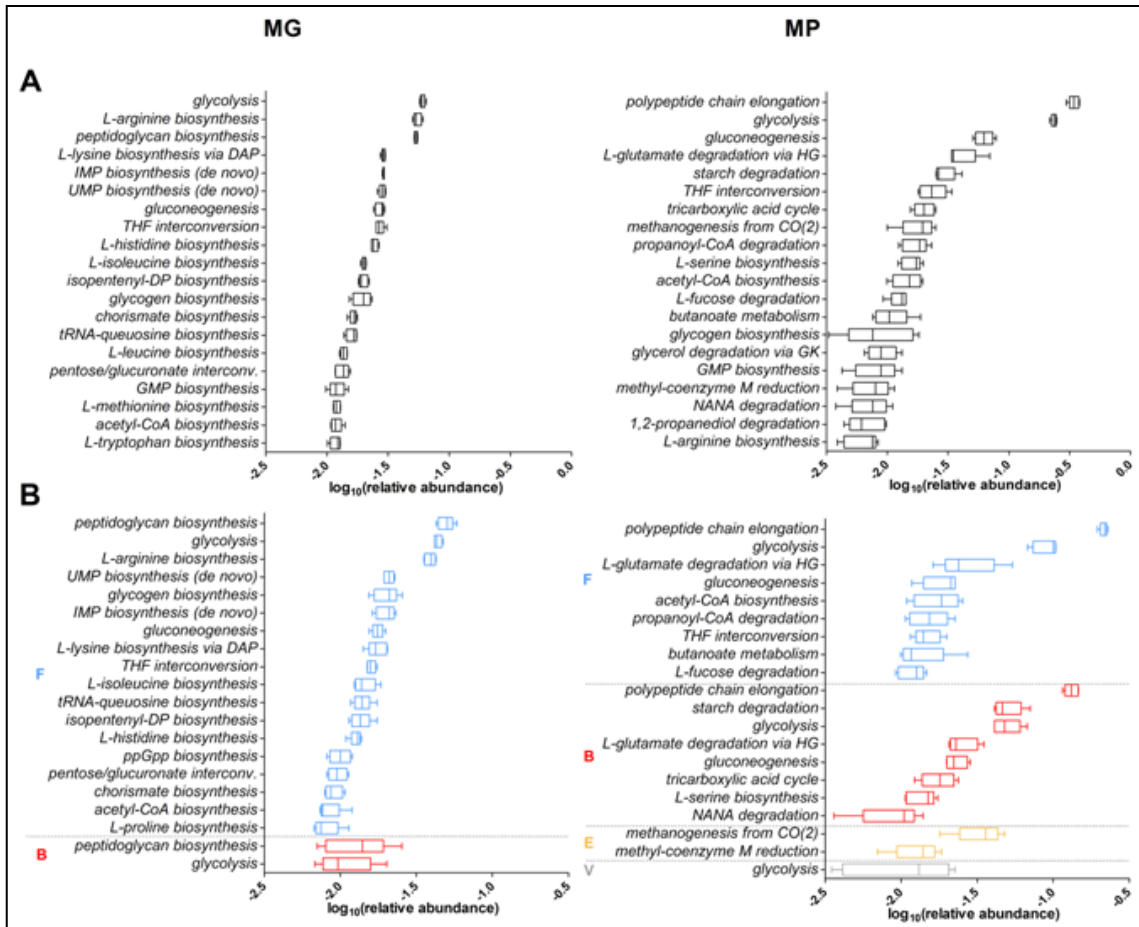 MG
MP
A
glycolysis
L-arginine biosynthesis
peptidoglycan biosynthesis
L-lysine biosynthesis via DAP
IMP biosynthesis (de novo)
UMP biosynthesis (de novo)
gluconeogenesis
THF interconversion
L-histidine biosynthesis
L-isoleucine biosynthesis
isopentenyl-DP biosynthesis
glycogen biosynthesis
chorismate biosynthesis
tRNA-queuosine biosynthesis
L-leucine biosynthesis
pentose/glucuronate interconv.
GMP biosynthesis
L-methionine biosynthesis
acetyl-CoA biosynthesis
L-tryptophan biosynthesis
-2.5 -2.0 -1.5 -1.0 -0.5 0.0
log10(relative abundance)
polypeptide chain elongation
glycolysis
gluconeogenesis
L-glutamate degradation via HG
starch degradation
THF interconversion
tricarboxylic acid cycle
methanogenesis from CO(2)
propanoyl-CoA degradation
L-serine biosynthesis
acetyl-CoA biosynthesis
L-fucose degradation
butanoate metabolism
glycogen biosynthesis
glycerol degradation via GK
GMP biosynthesis
methyl-coenzyme M reduction
NANA degradation
1,2-propanediol degradation
L-arginine biosynthesis
-2.5 -2.0 -1.5 -1.0 -0.5 0.0
log10(relative abundance)
B
F
peptidoglycan biosynthesis
glycolysis
L-arginine biosynthesis
UMP biosynthesis (de novo)
glycogen biosynthesis
IMP biosynthesis (de novo)
gluconeogenesis
L-lysine biosynthesis via DAP
THF interconversion
L-isoleucine biosynthesis
tRNA-queuosine biosynthesis
isopentenyl-DP biosynthesis
L-histidine biosynthesis
ppGpp biosynthesis
pentose/glucuronate interconv.
chorismate biosynthesis
acetyl-CoA biosynthesis
L-proline biosynthesis
B
peptidoglycan biosynthesis
glycolysis
-2.5 -2.0 -1.5 -1.0 -0.5
log10(relative abundance)
F
polypeptide chain elongation
glycolysis
L-glutamate degradation via HG
gluconeogenesis
acetyl-CoA biosynthesis
propanoyl-CoA degradation
THF interconversion
butanoate metabolism
L-fucose degradation
B
polypeptide chain elongation
starch degradation
glycolysis
L-glutamate degradation via HG
gluconeogenesis
tricarboxylic acid cycle
L-serine biosynthesis
NANA degradation
E
methanogenesis from CO(2)
methyl-coenzyme M reduction
V
glycolysis
-2.5 -2.0 -1.5 -1.0 -0.5
log10(relative abundance)